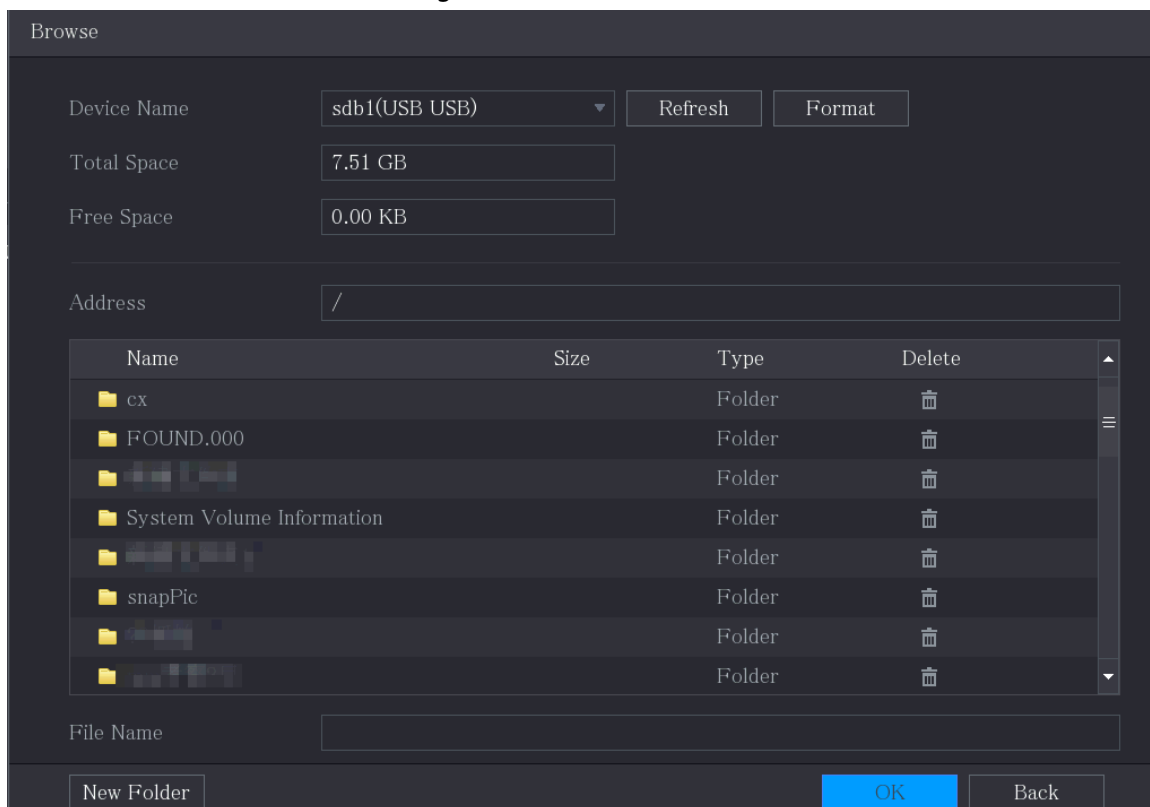 Browse
Device Name sdb1(USB USB) Refresh Format
Total Space 7.51 GB
Free Space 0.00 KB
Address /
Name Size Type Delete
cx Folder
FOUND.000 Folder
Folder
System Volume Information Folder
Folder
snapPic Folder
Folder
Folder
File Name
New Folder OK Back